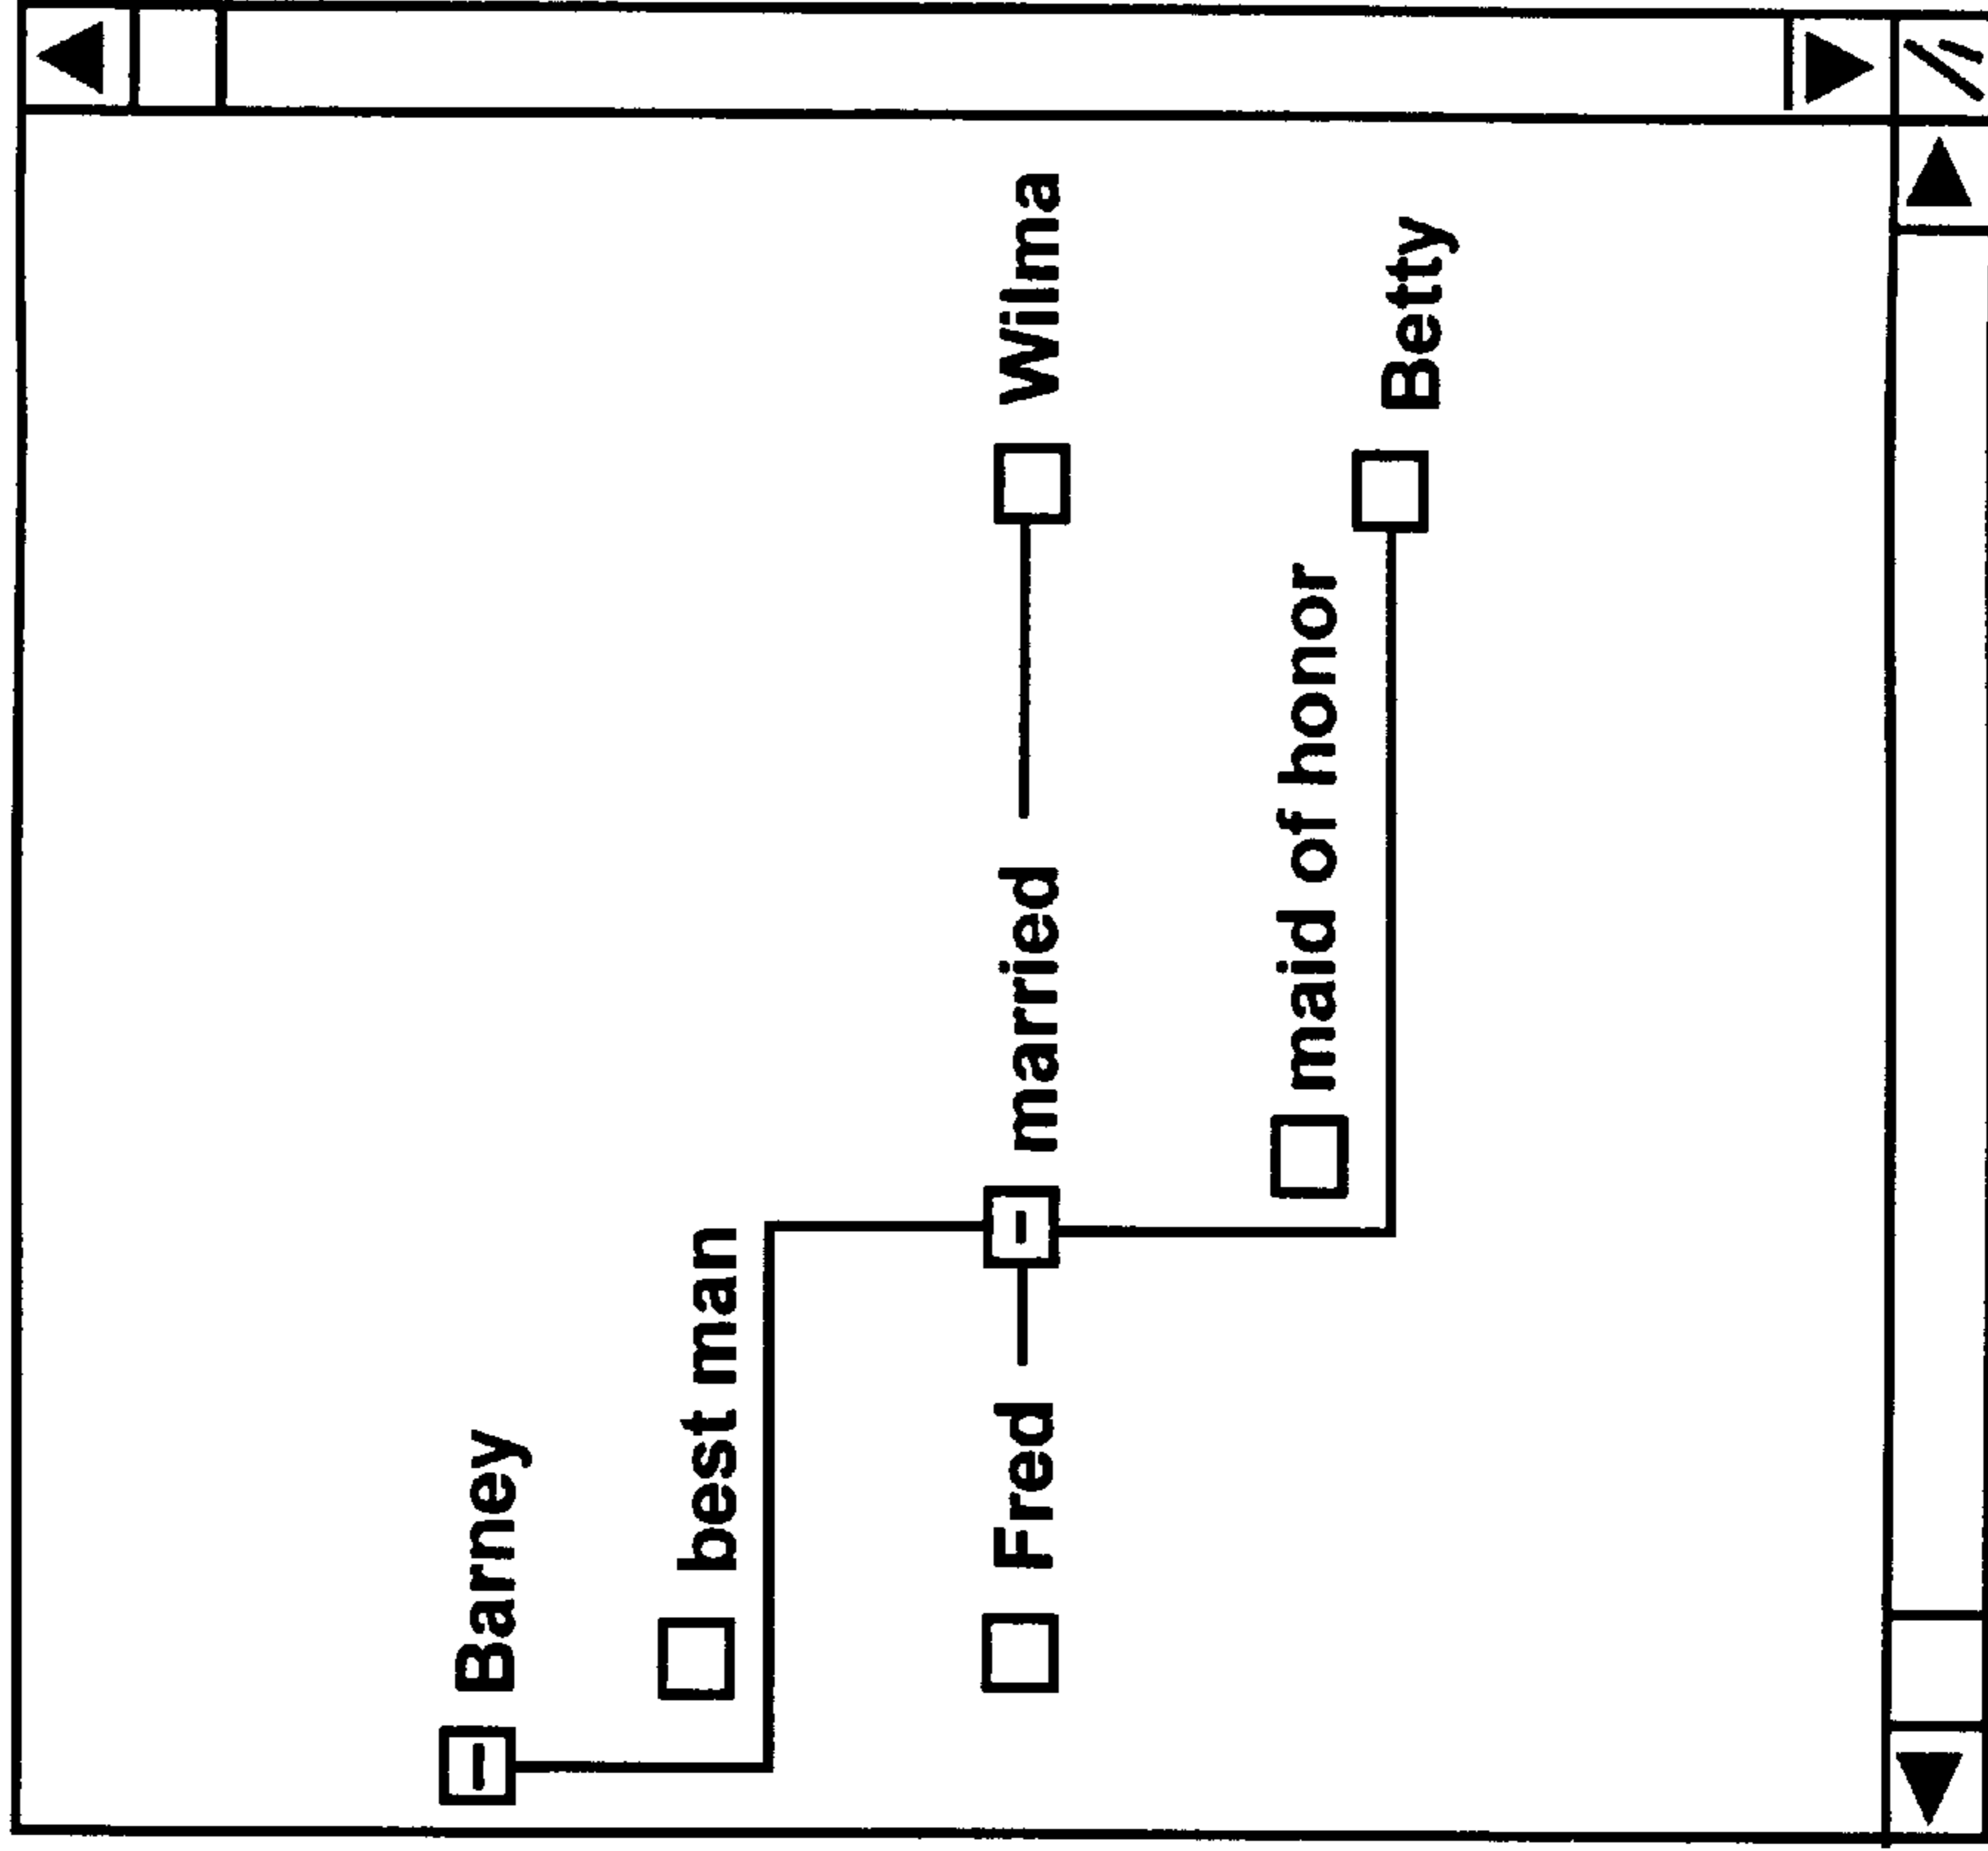 Barney
best man
Fred married Wilma
maid of honor
Betty